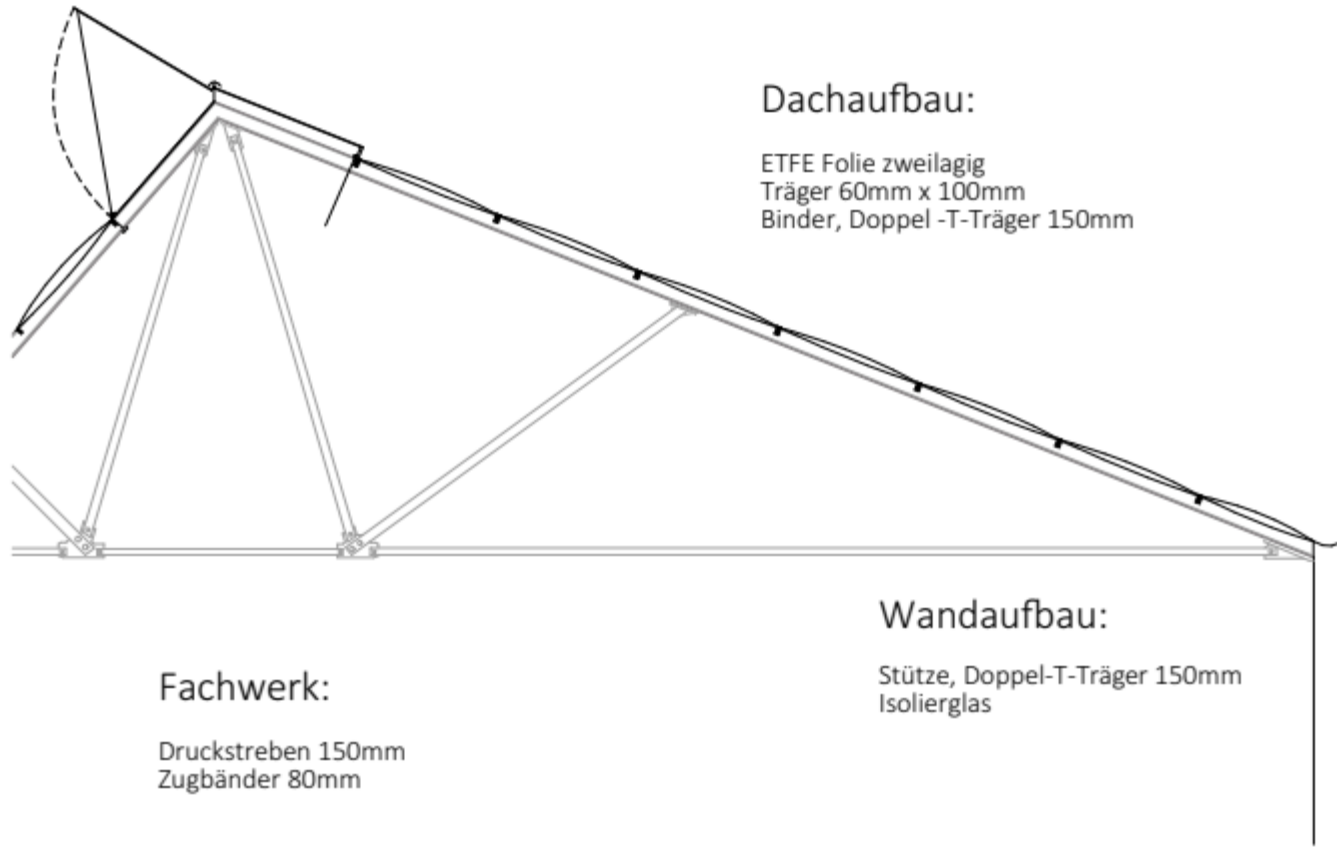 Dachaufbau:
ETFE Folie zweilagig
Träger 60mm x 100mm
Binder, Doppel -T-Träger 150mm
Wandaufbau:
Stütze, Doppel-T-Träger 150mm
Isolierglas
Fachwerk:
Druckstreben 150mm
Zugbänder 80mm